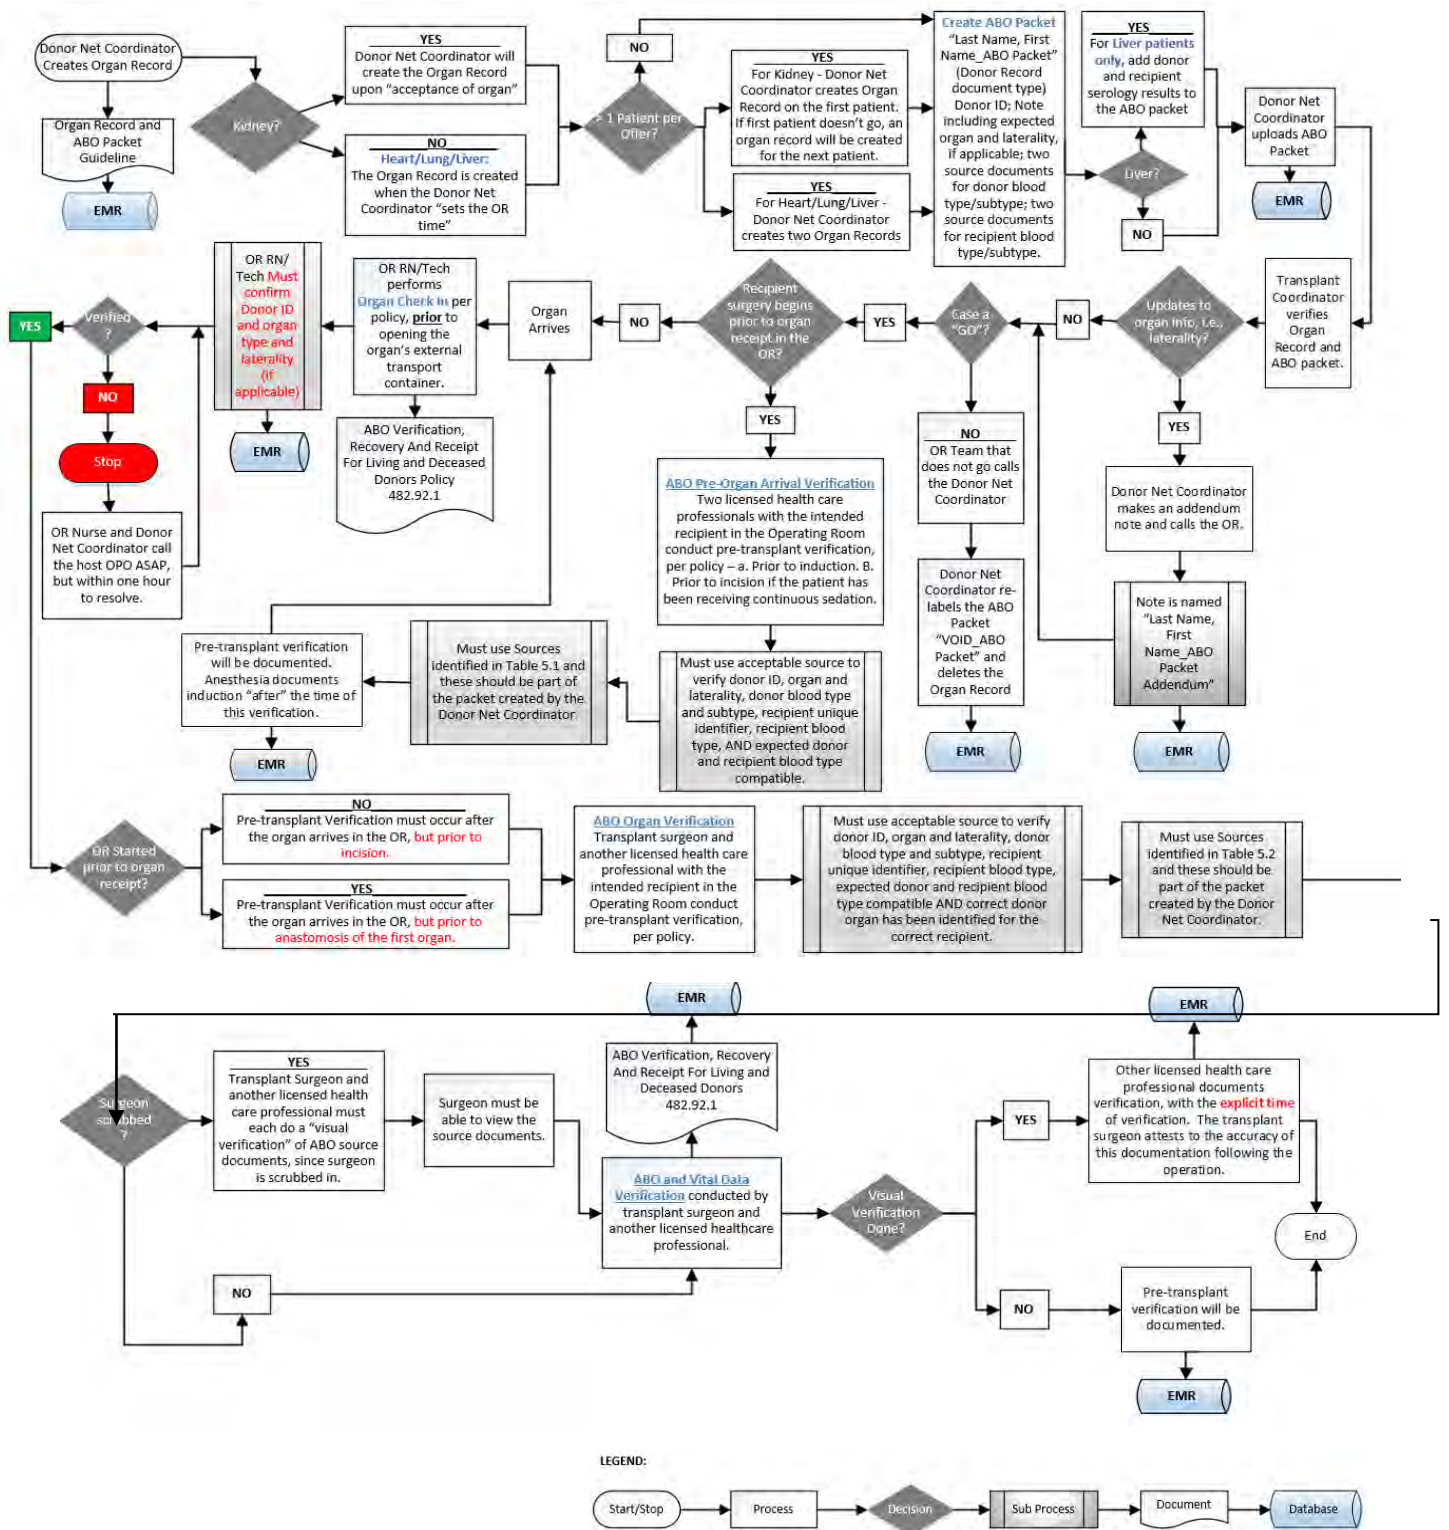 Donor Net Coordinator
Creates Organ Record
Organ Record and
ABO Packet
Guideline
EMR
Kidney?
YES
Donor Net Coordinator will
create the Organ Record
upon “acceptance of organ”
NO
Heart/Lung/Liver:
The Organ Record is
created when
the Donor Net
Coordinator “sets the OR
time”
> 1 Patient per
Offer?
NO
YES
For Kidney - Donor Net
Coordinator creates Organ
Record on the first patient.
If first patient doesn’t go, an
organ record will be created
for the next patient.
YES
For Heart/Lung/Liver -
Donor Net Coordinator
creates two Organ Records
Create ABO Packet
“Last Name, First
Name_ABO Packet”
(Donor Record
document type)
Donor ID; Note
including expected
organ and laterality,
if applicable; two
source documents
for donor blood
type/subtype; two
source documents
for recipient blood
type/subtype.
YES
For Liver patients
only, add donor
and recipient
serology results to
the ABO packet
Liver?
NO
Donor Net
Coordinator
uploads ABO
Packet
EMR
Transplant
Coordinator
verifies
Organ
Record and
ABO packet.
Updates to
organ info, i.e.,
laterality?
NO
YES
Donor Net Coordinator
makes an addendum
note and calls the OR.
Note is named
“Last Name,
First
Name_ABO
Packet
Addendum”
EMR
Case a
“GO”?
YES
NO
OR Team that
does not go calls
the Donor Net
Coordinator
Donor Net
Coordinator re-
labels the ABO
Packet
“VOID_ABO
Packet” and
deletes the
Organ Record
EMR
Recipient
surgery begins
prior to organ
receipt in the
OR?
NO
YES
ABO Pre-Organ Arrival Verification
Two licensed health care
professionals with the intended
recipient in the Operating Room
conduct pre-transplant verification,
per policy – a. Prior to induction. B.
Prior to incision if the patient has
been receiving continuous sedation.
Must use acceptable source to
verify donor ID, organ and
laterality, donor blood type
and subtype, recipient unique
identifier, recipient blood
type, AND expected donor
and recipient blood type
compatible.
Must use Sources
identified in Table 5.1 and
these should be part of
the packet created by the
Donor Net Coordinator.
Pre-transplant verification
will be documented.
Anesthesia documents
induction “after” the time of
this verification.
EMR
Organ
Arrives
OR RN/Tech
performs
Organ Check In per
policy, prior to
opening the
organ’s external
transport
container.
ABO Verification,
Recovery And Receipt
For Living and Deceased
Donors Policy
482.92.1
OR RN/
Tech Must
confirm
Donor ID
and organ
type and
laterality
(if
applicable)
EMR
Verified
?
YES
NO
Stop
OR Nurse and Donor
Net Coordinator call
the host OPO ASAP,
but within one hour
to resolve.
OR Started
prior to organ
receipt?
NO
Pre-transplant Verification must occur after
the organ arrives in the OR, but prior to
incision.
YES
Pre-transplant Verification must occur after
the organ arrives in the OR, but prior to
anastomosis of the first organ.
ABO Organ Verification
Transplant surgeon and
another licensed health care
professional with the
intended recipient in the
Operating Room conduct
pre-transplant verification,
per policy.
Must use acceptable source to verify
donor ID, organ and laterality, donor
blood type and subtype, recipient
unique identifier, recipient blood type,
expected donor and recipient blood
type compatible AND correct donor
organ has been identified for the
correct recipient.
Must use Sources
identified in Table 5.2
and these should be
part of the packet
created by the Donor
Net Coordinator.
Surgeon
scrubbed
?
YES
Transplant Surgeon and
another licensed health
care professional must
each do a “visual
verification” of ABO source
documents, since surgeon
is scrubbed in.
Surgeon must be
able to view the
source documents.
NO
EMR
ABO Verification, Recovery
And Receipt For Living and
Deceased Donors
482.92.1
ABO and Vital Data
Verification conducted by
transplant surgeon and
another licensed healthcare
professional.
Visual
Verification
Done?
YES
EMR
Other licensed health care
professional documents
verification, with the explicit time
of verification. The transplant
surgeon attests to the accuracy of
this documentation following the
operation.
NO
Pre-transplant
verification will be
documented.
EMR
End
LEGEND:
Start/Stop
Process
Decision
Sub Process
Document
Database